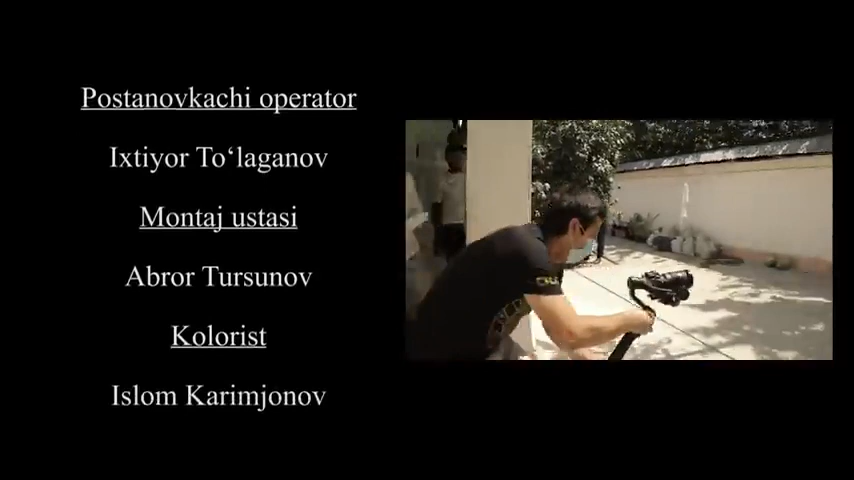 Postanovkachi operator
Ixtiyor To‘laganov
Montaj ustasi
Abror Tursunov
Kolorist
Islom Karimjonov